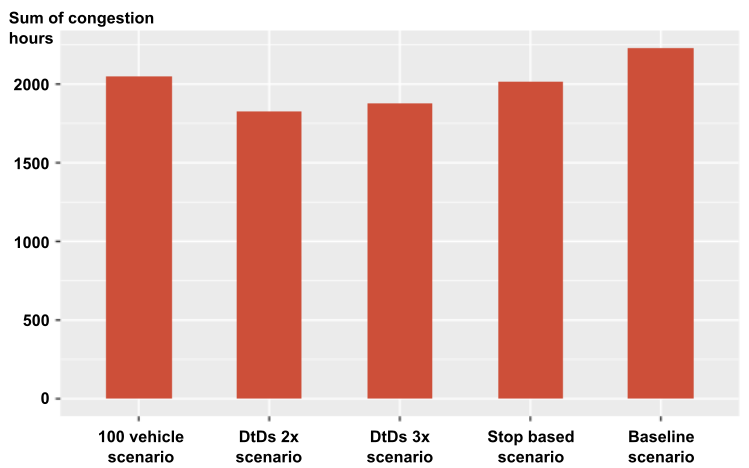 Sum of congestion
hours
2000
1500
1000
500
0
100 vehicle
scenario
DtDs 2x
scenario
DtDs 3x
scenario
Stop based
scenario
Baseline
scenario